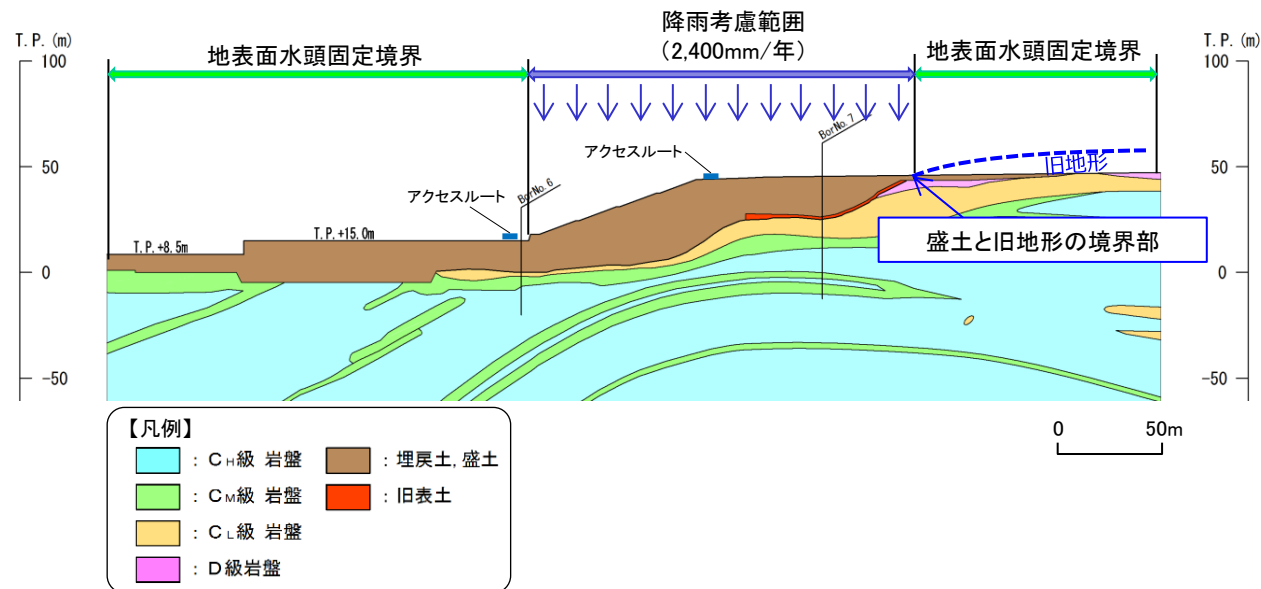 降雨考慮範囲
(2,400mm/年)
T.P.(m)
地表面水頭固定境界
地表面水頭固定境界
T.P.(m)
100
100
BorNo.7
アクセスルート
50
旧地形
50
アクセスルート
BorNo.6
盛土と旧地形の境界部
T.P.+8.5m
T.P.+15.0m
0
0
-50
-50
【凡例】
: CH級 岩盤
: 埋戻土, 盛土
: CM級 岩盤
: 旧表土
: CL級 岩盤
: D級岩盤
0
50m